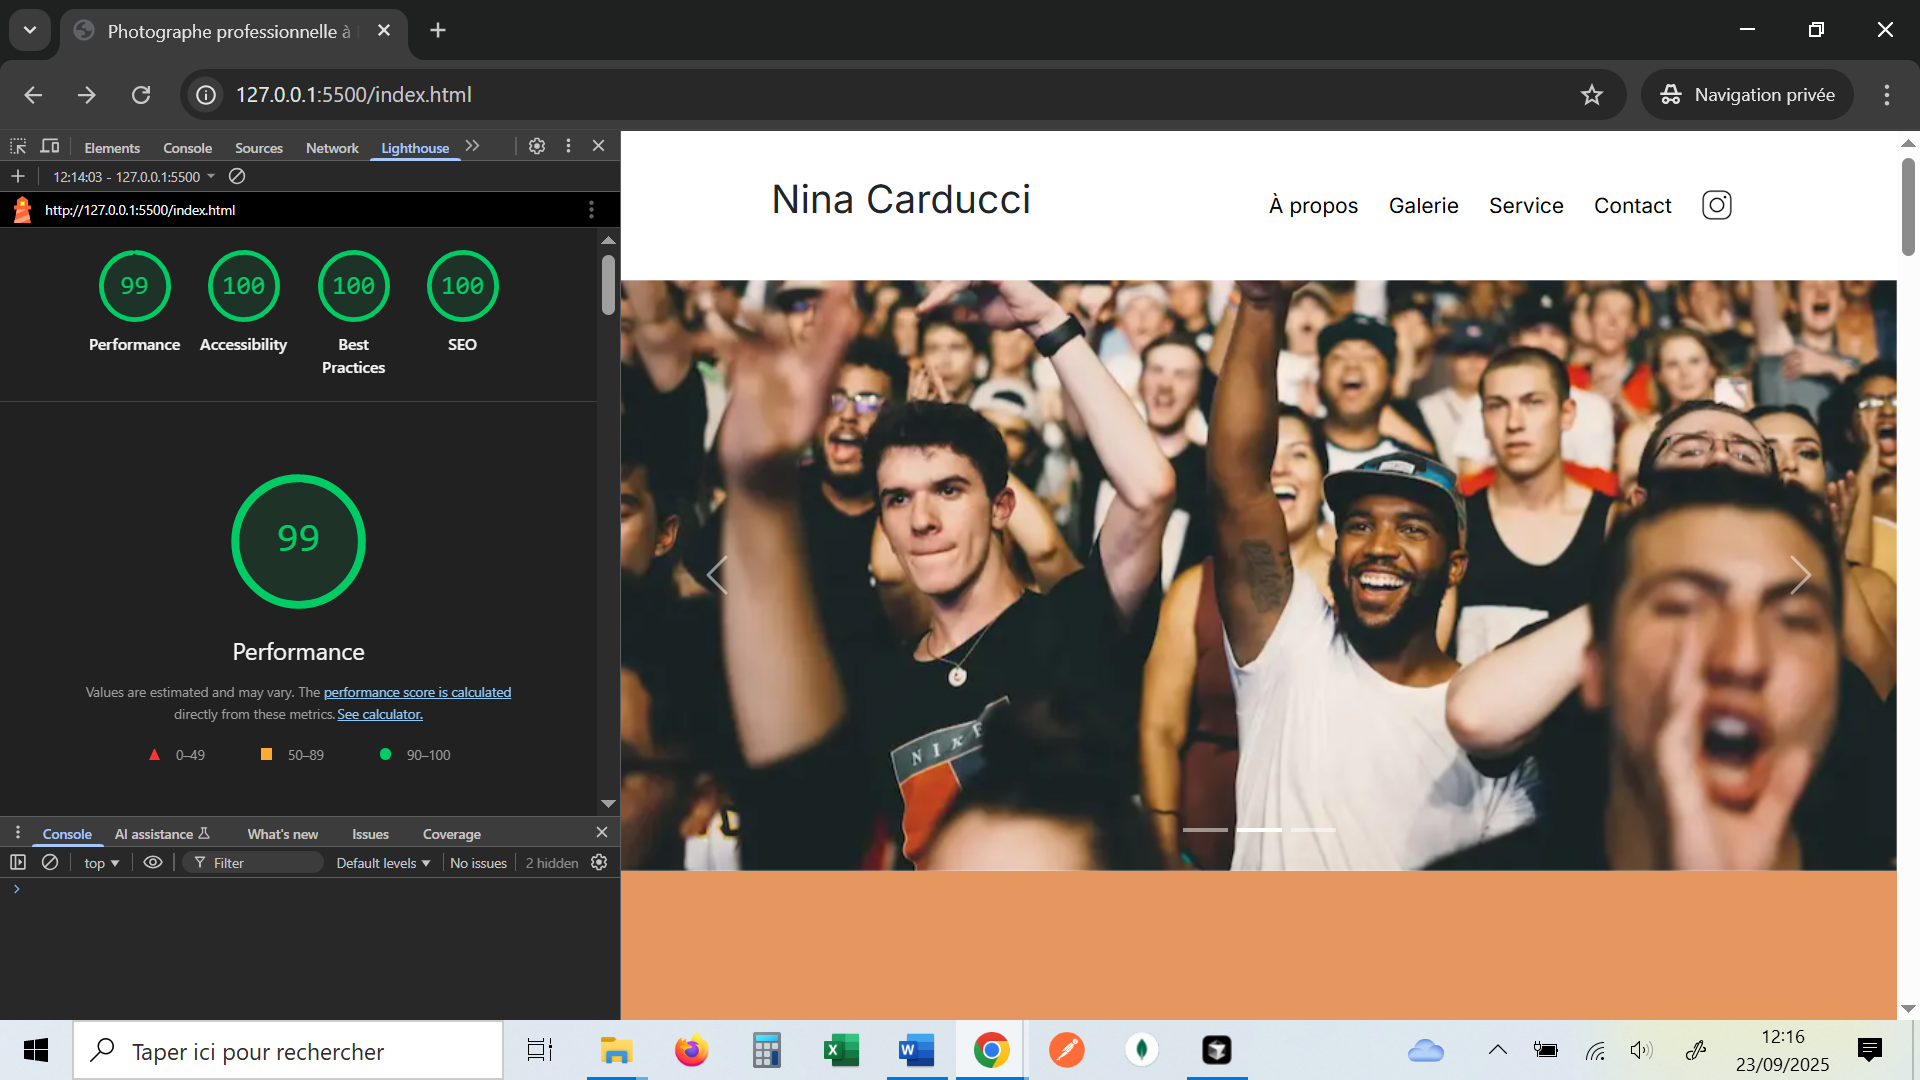 Photographe professionnelle à
127.0.0.1:5500/index.html
Navigation privée
Elements Console Sources Network Lighthouse
12:14:03 - 127.0.0.1:5500
http://127.0.0.1:5500/index.html
99 100 100 100
Performance Accessibility Best Practices SEO
99
Performance
Values are estimated and may vary. The performance score is calculated
directly from these metrics. See calculator.
0–49 50–89 90–100
Console AI assistance What's new Issues Coverage
top Filter Default levels No issues 2 hidden
Nina Carducci
À propos Galerie Service Contact
NIKE
Taper ici pour rechercher
12:16
23/09/2025